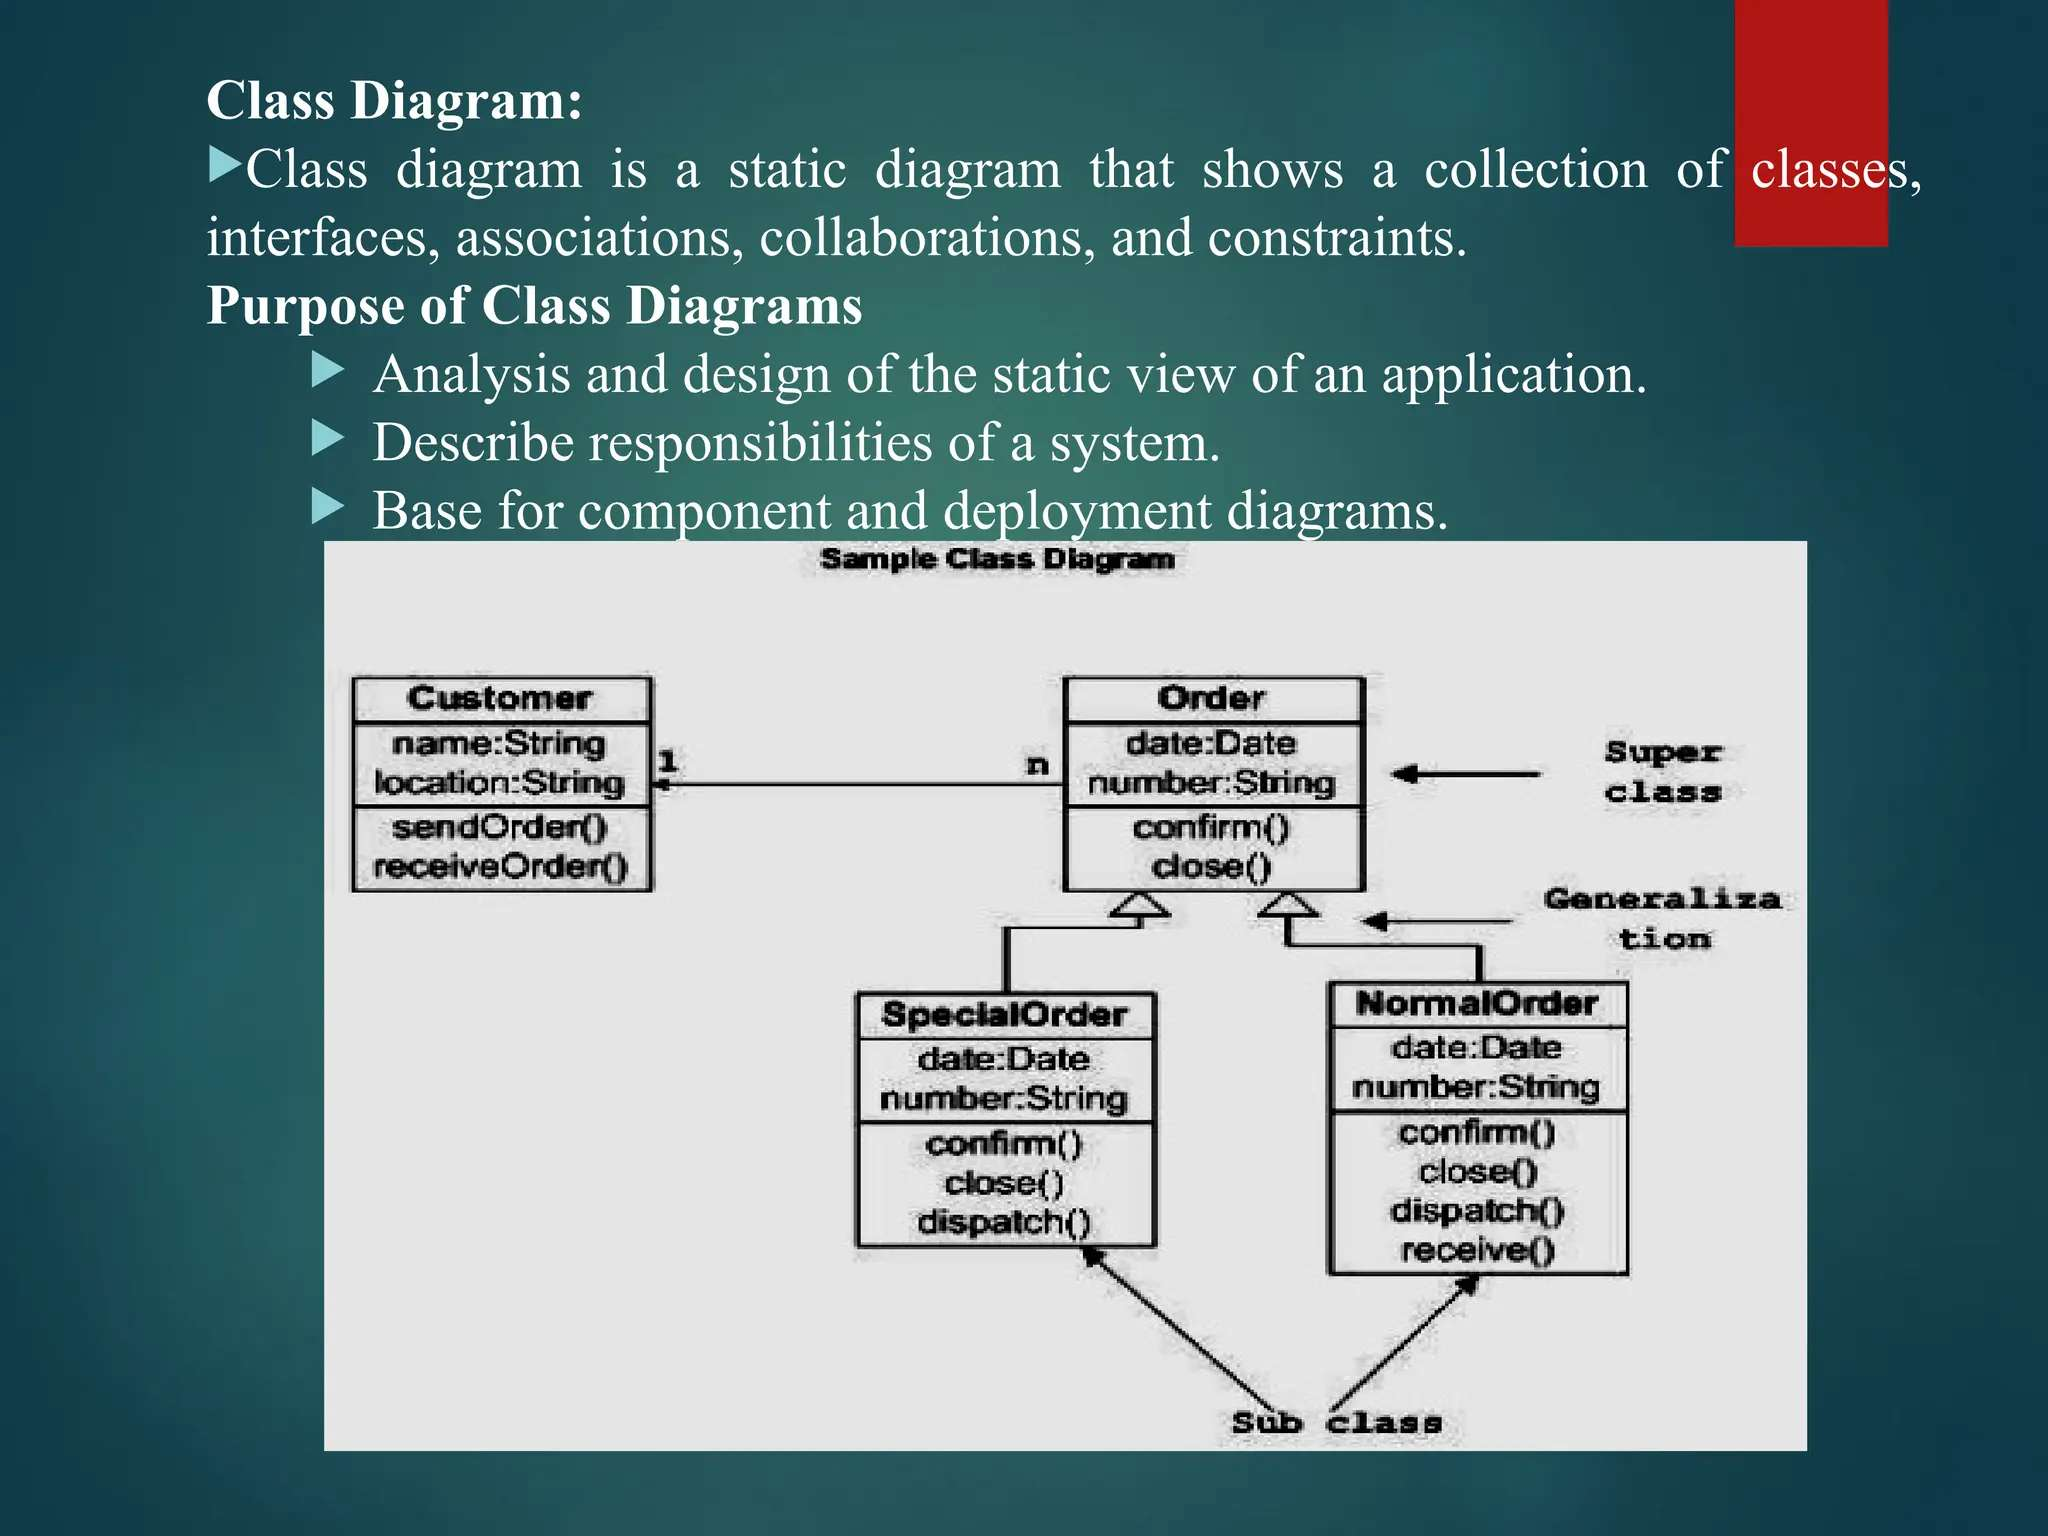 Class Diagram:
Class diagram is a static diagram that shows a collection of classes,
interfaces, associations, collaborations, and constraints.
Purpose of Class Diagrams
Analysis and design of the static view of an application.
Describe responsibilities of a system.
Base for component and deployment diagrams.
Sample Class Diagram
Customer
name:String
location:String
sendOrder()
receiveOrder()
1
n
Order
date:Date
number:String
confirm()
close()
Super
class
Generaliza
tion
SpecialOrder
date:Date
number:String
confirm()
close()
dispatch()
NormalOrder
date:Date
number:String
confirm()
close()
dispatch()
receive()
Sub class